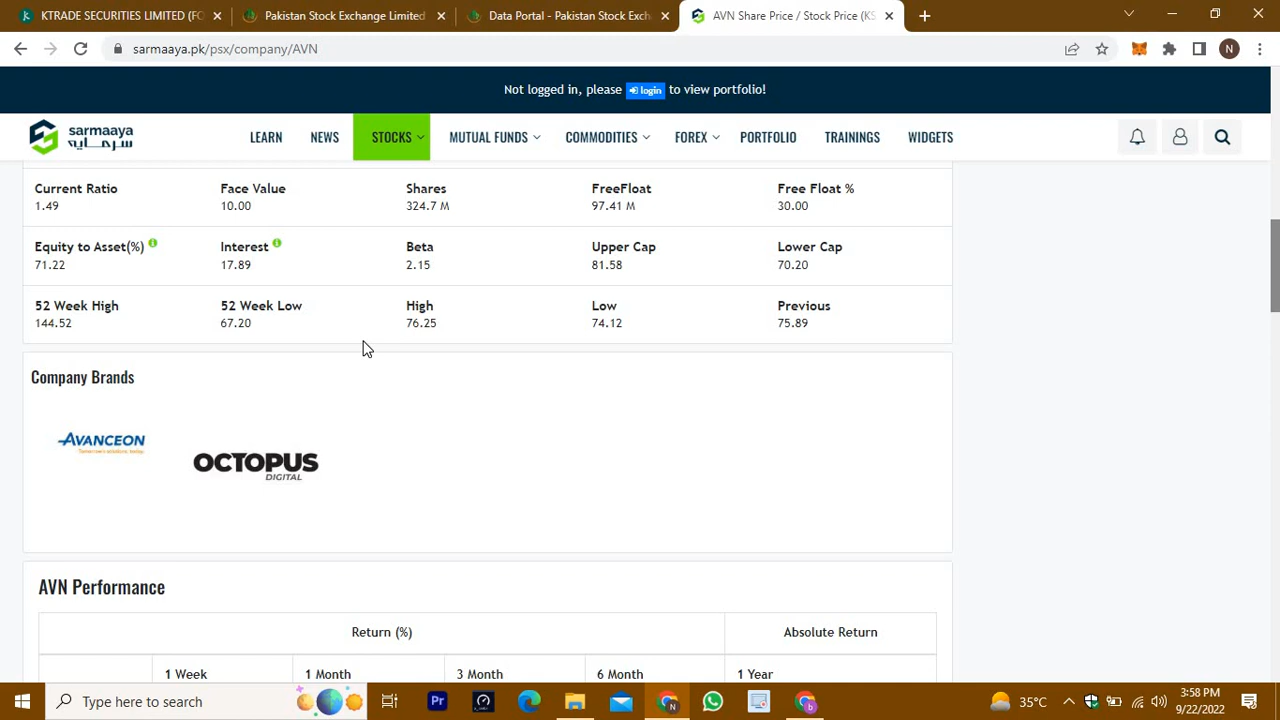 KTRADE SECURITIES LIMITED (FO
Pakistan Stock Exchange Limited
Data Portal - Pakistan Stock Exch
AVN Share Price / Stock Price (KS
sarmaaya.pk/psx/company/AVN
N
Not logged in, please login to view portfolio!
sarmaaya
سرمایه
LEARN NEWS STOCKS MUTUAL FUNDS COMMODITIES FOREX PORTFOLIO TRAININGS WIDGETS
Current Ratio Face Value Shares FreeFloat Free Float %
1.49 10.00 324.7 M 97.41 M 30.00
Equity to Asset(%) Interest Beta Upper Cap Lower Cap
71.22 17.89 2.15 81.58 70.20
52 Week High 52 Week Low High Low Previous
144.52 67.20 76.25 74.12 75.89
Company Brands
AVANCEON
Tomorrow's solutions, today.
OCTOPUS
DIGITAL
AVN Performance
Return (%) Absolute Return
1 Week 1 Month 3 Month 6 Month 1 Year
Type here to search
Pr
35°C
3:58 PM
9/22/2022